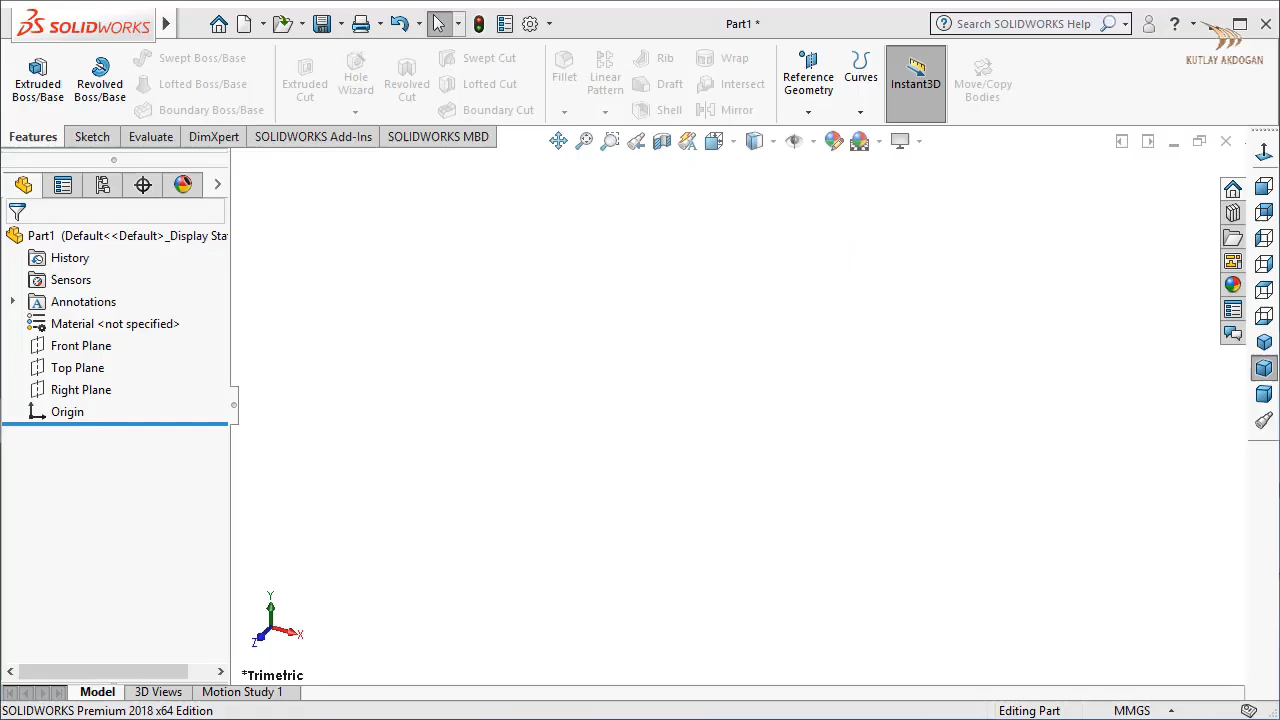 SOLIDWORKS
Part1 *
Search SOLIDWORKS Help
?
KUTLAY AKDOGAN
Extruded Boss/Base
Revolved Boss/Base
Swept Boss/Base
Lofted Boss/Base
Boundary Boss/Base
Extruded Cut
Hole Wizard
Revolved Cut
Swept Cut
Lofted Cut
Boundary Cut
Fillet
Linear Pattern
Rib
Draft
Shell
Wrap
Intersect
Mirror
Reference Geometry
Curves
Instant3D
Move/Copy Bodies
Features
Sketch
Evaluate
DimXpert
SOLIDWORKS Add-Ins
SOLIDWORKS MBD
Part1 (Default<<Default>_Display Sta
History
Sensors
A Annotations
Material <not specified>
Front Plane
Top Plane
Right Plane
Origin
Y
X
Z
*Trimetric
Model
3D Views
Motion Study 1
SOLIDWORKS Premium 2018 x64 Edition
Editing Part
MMGS